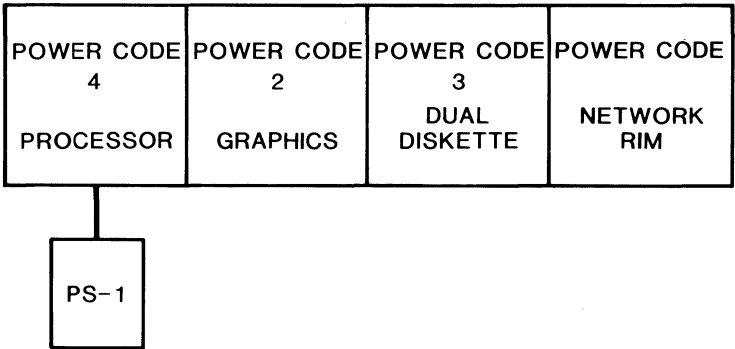 POWER CODE
4
PROCESSOR
POWER CODE
2
GRAPHICS
POWER CODE
3
DUAL
DISKETTE
POWER CODE
NETWORK
RIM
PS-1